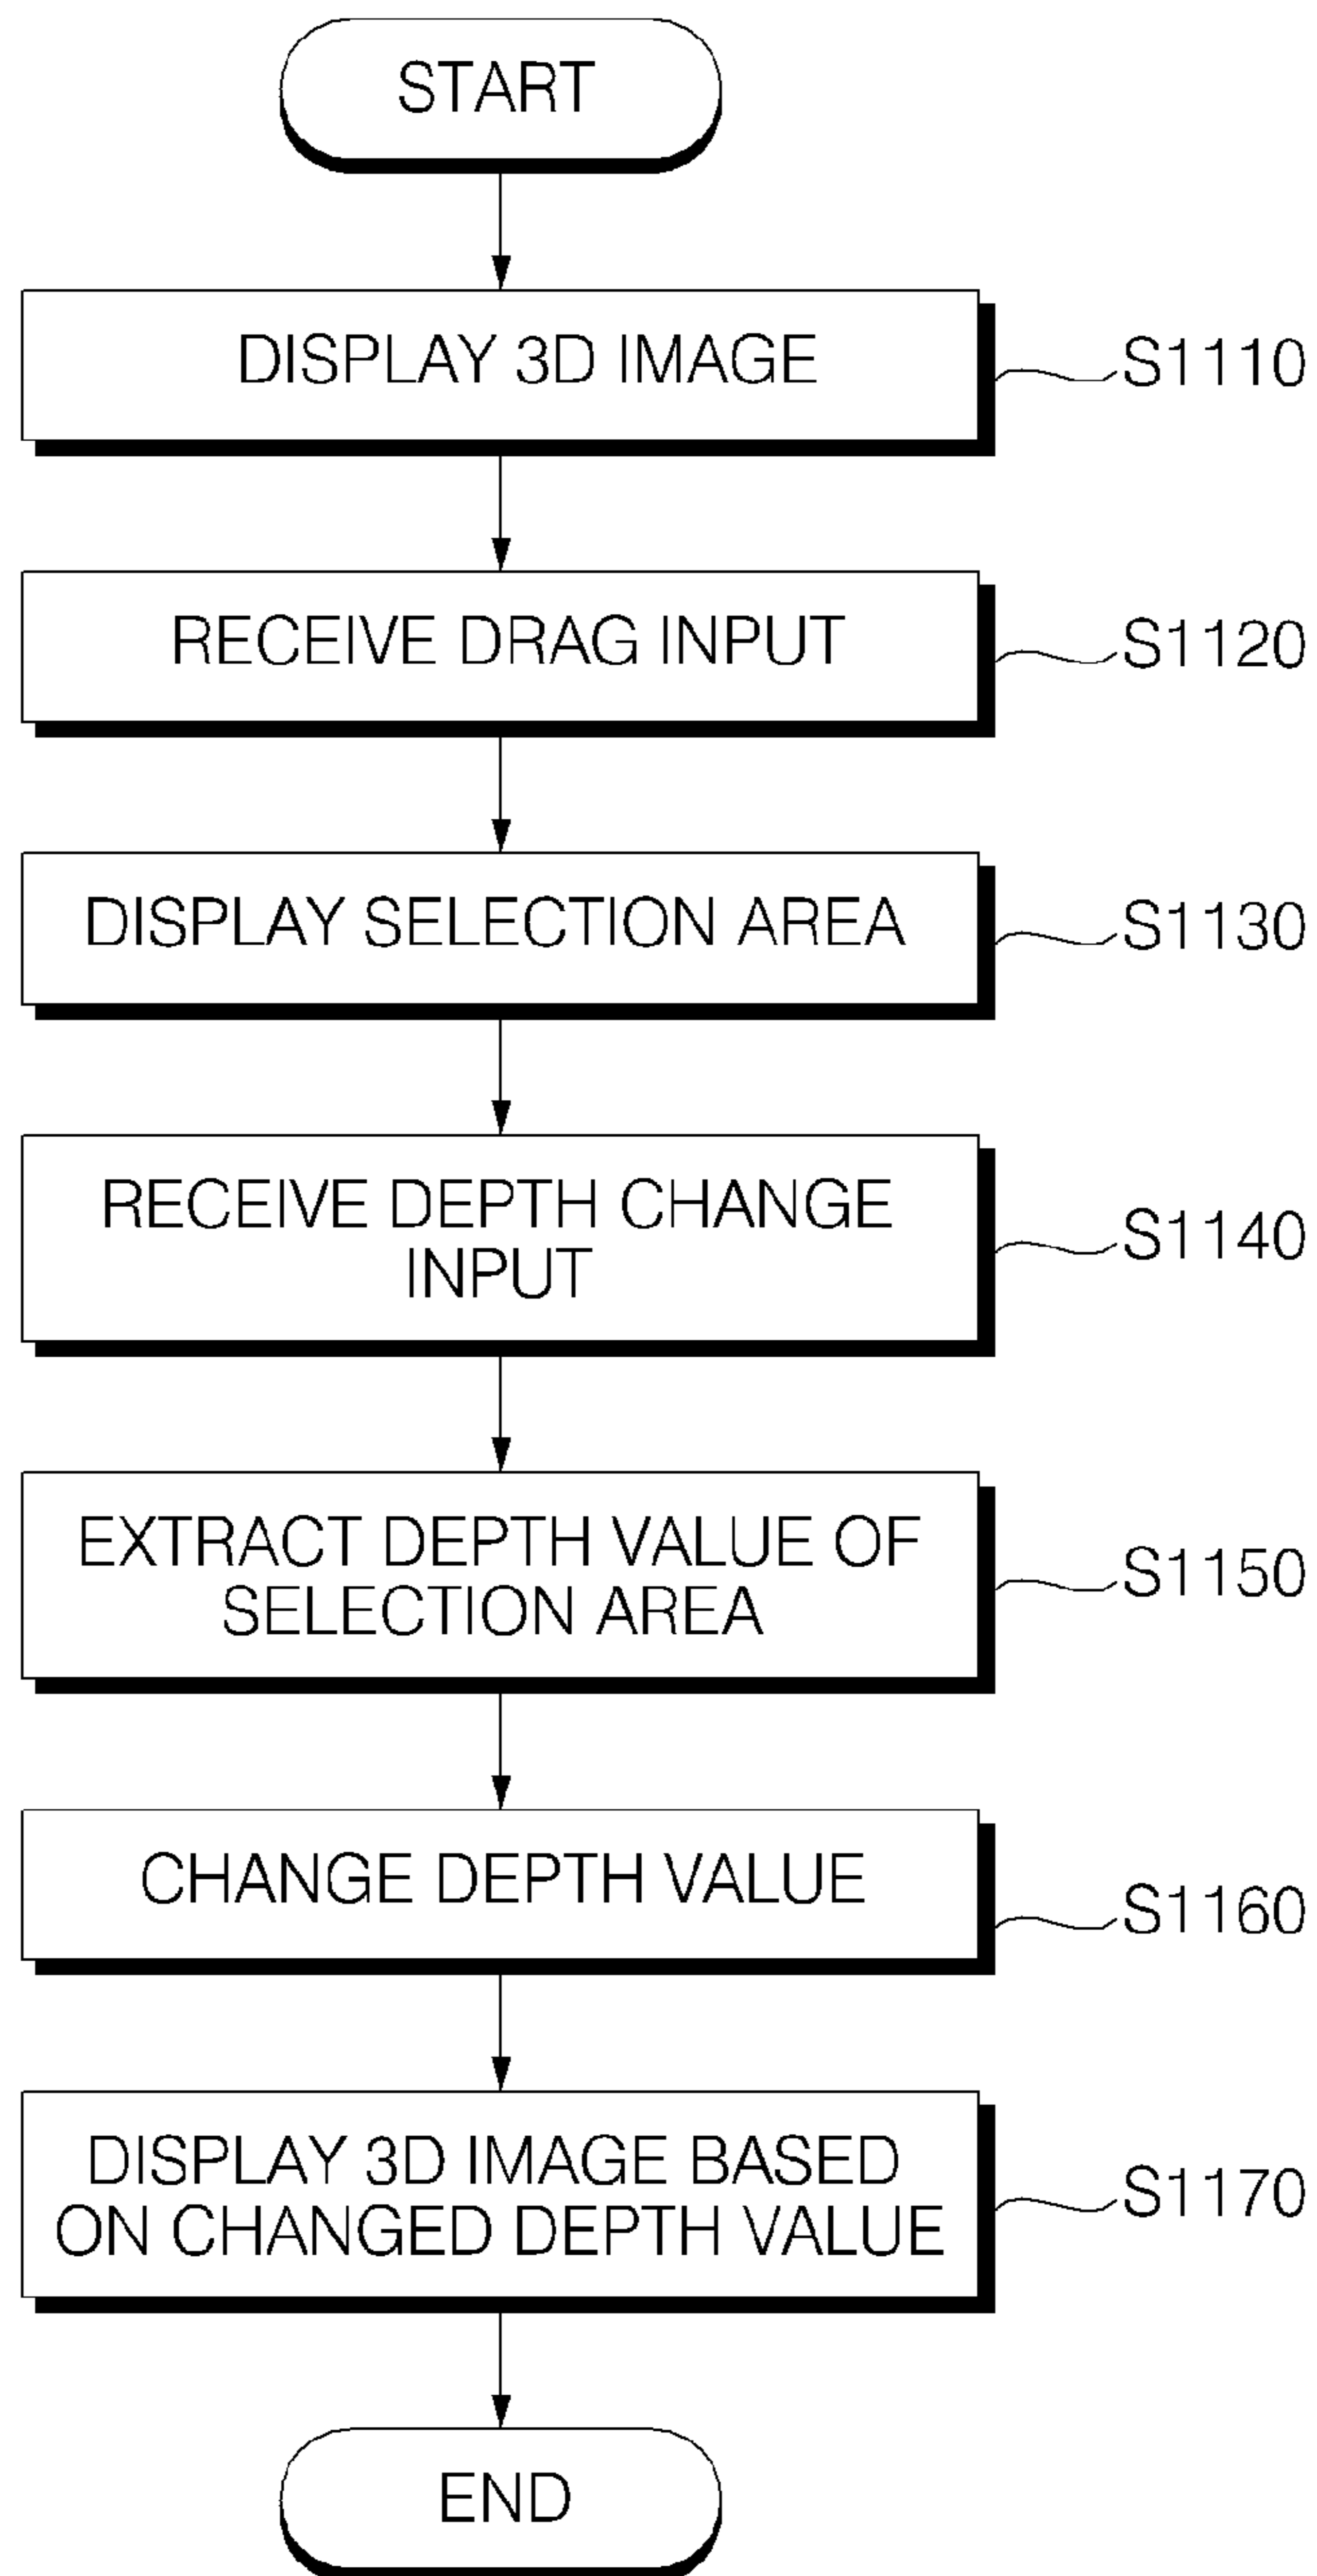 START
DISPLAY 3D IMAGE
S1110
RECEIVE DRAG INPUT
S1120
DISPLAY SELECTION AREA
S1130
RECEIVE DEPTH CHANGE
INPUT
S1140
EXTRACT DEPTH VALUE OF
SELECTION AREA
S1150
CHANGE DEPTH VALUE
S1160
DISPLAY 3D IMAGE BASED
ON CHANGED DEPTH VALUE
S1170
END